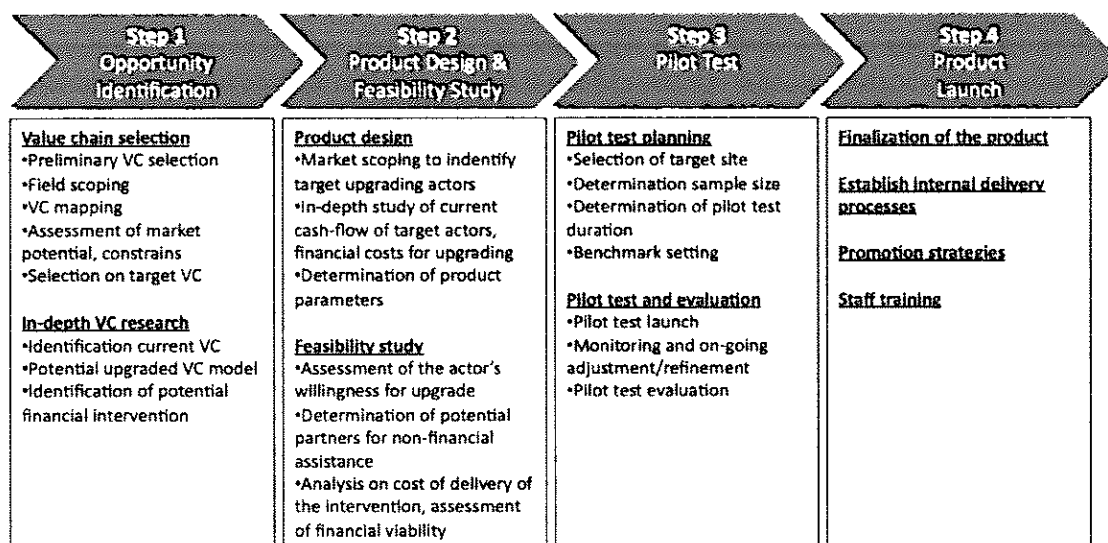 Step 1
Opportunity
Identification
Step 2
Product Design &
Feasibility Study
Step 3
Pilot Test
Step 4
Product
Launch
Value chain selection
•Preliminary VC selection
•Field scoping
•VC mapping
•Assessment of market
potential, constrains
•Selection on target VC
In-depth VC research
•Identification current VC
•Potential upgraded VC model
•Identification of potential
financial intervention
Product design
•Market scoping to indentify
target upgrading actors
•In-depth study of current
cash-flow of target actors,
financial costs for upgrading
•Determination of product
parameters
Feasibility study
•Assessment of the actor's
willingness for upgrade
•Determination of potential
partners for non-financial
assistance
•Analysis on cost of delivery of
the intervention, assessment
of financial viability
Pilot test planning
•Selection of target site
•Determination sample size
•Determination of pilot test
duration
•Benchmark setting
Pilot test and evaluation
•Pilot test launch
•Monitoring and on-going
adjustment/refinement
•Pilot test evaluation
Finalization of the product
Establish internal delivery
processes
Promotion strategies
Staff training